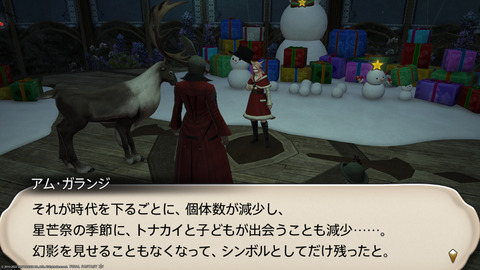 アム・ガランジ
それが時代を下るごとに、個体数が減少し、
星芒祭の季節に、トナカイと子どもが出会うことも減少……。
幻影を見せることもなくなって、シンボルとしてだけ残ったと。
FINAL FANTASY XIV